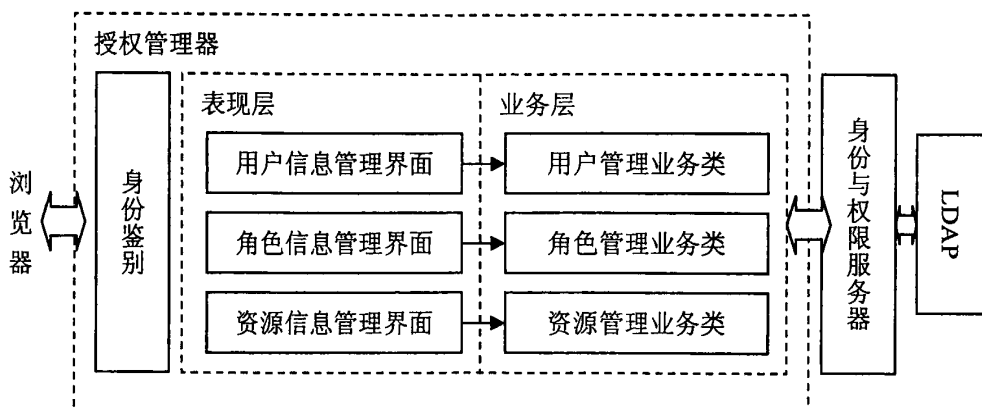 授权管理器
浏览器
身份鉴别
表现层
用户信息管理界面
角色信息管理界面
资源信息管理界面
业务层
用户管理业务类
角色管理业务类
资源管理业务类
身份与权限服务器
LDAP